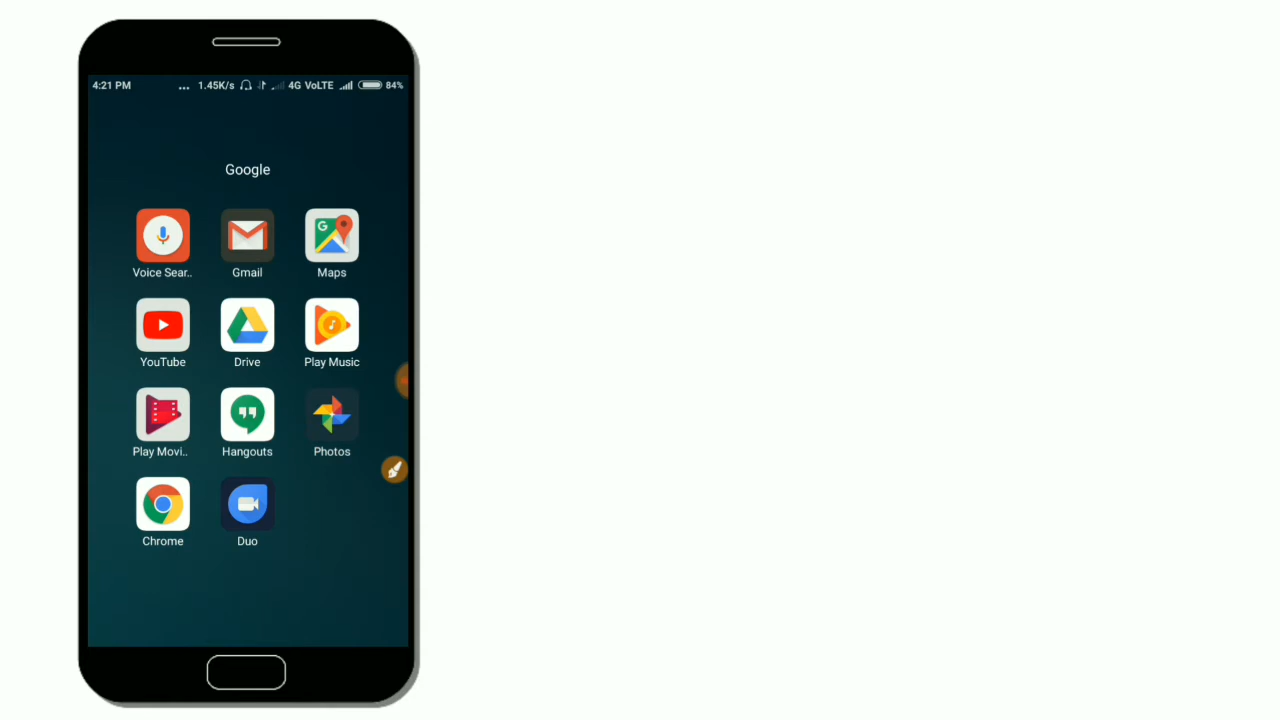 4:21 PM ... 1.45K/s 4G VoLTE 84%
Google
Voice Sear.. Gmail Maps
YouTube Drive Play Music
Play Movi.. Hangouts Photos
Chrome Duo